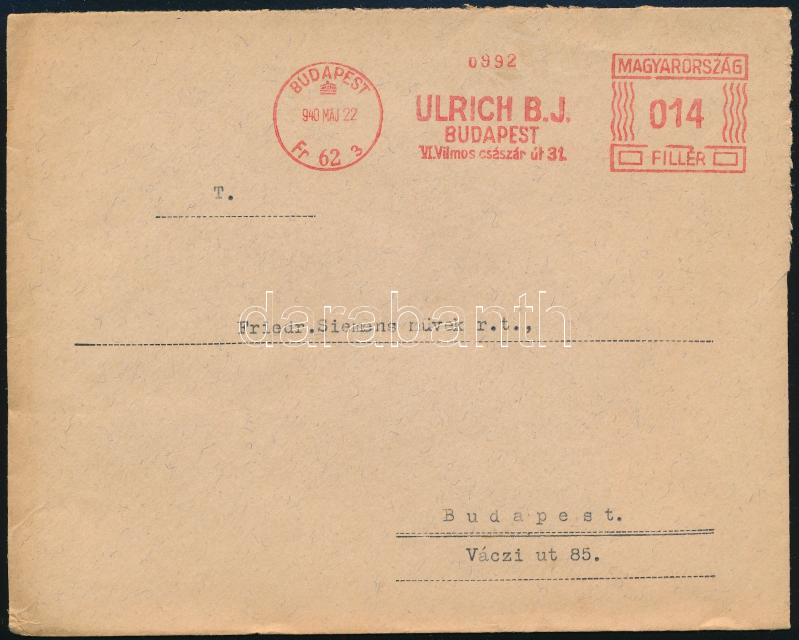 BUDAPEST
940 MÁJ 22
Fr 62 3
0992
ULRICH B.J.
BUDAPEST
VI.Vilmos császár út 31.
MAGYARORSZÁG
014
FILLÉR
T.
Friedr.Siemens művek r.t.,
darabanth
Budapest.
Váczi ut 85.